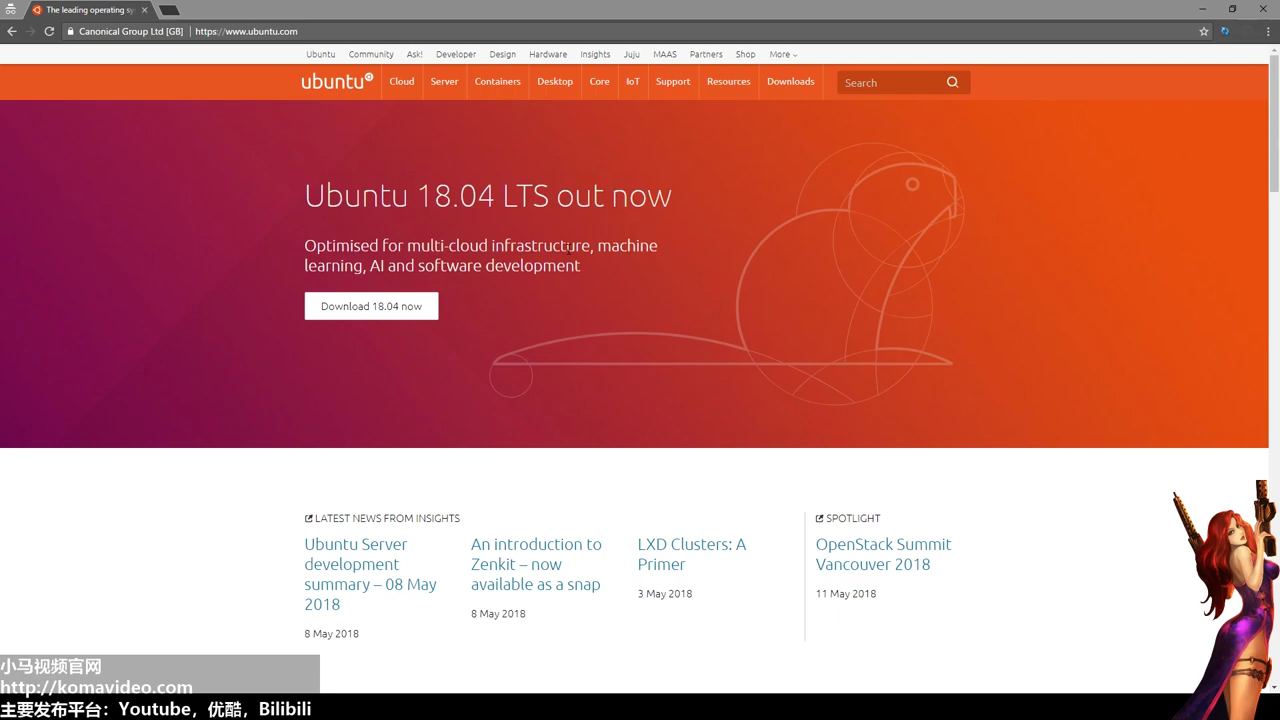 The leading operating sy
Canonical Group Ltd [GB] | https://www.ubuntu.com
Ubuntu Community Ask! Developer Design Hardware Insights Juju MAAS Partners Shop More
ubuntu Cloud Server Containers Desktop Core IoT Support Resources Downloads Search
Ubuntu 18.04 LTS out now
Optimised for multi-cloud infrastructure, machine
learning, AI and software development
Download 18.04 now
LATEST NEWS FROM INSIGHTS
Ubuntu Server
development
summary – 08 May
2018
8 May 2018
An introduction to
Zenkit – now
available as a snap
8 May 2018
LXD Clusters: A
Primer
3 May 2018
SPOTLIGHT
OpenStack Summit
Vancouver 2018
11 May 2018
小马视频官网
http://komavideo.com
主要发布平台：Youtube，优酷，Bilibili